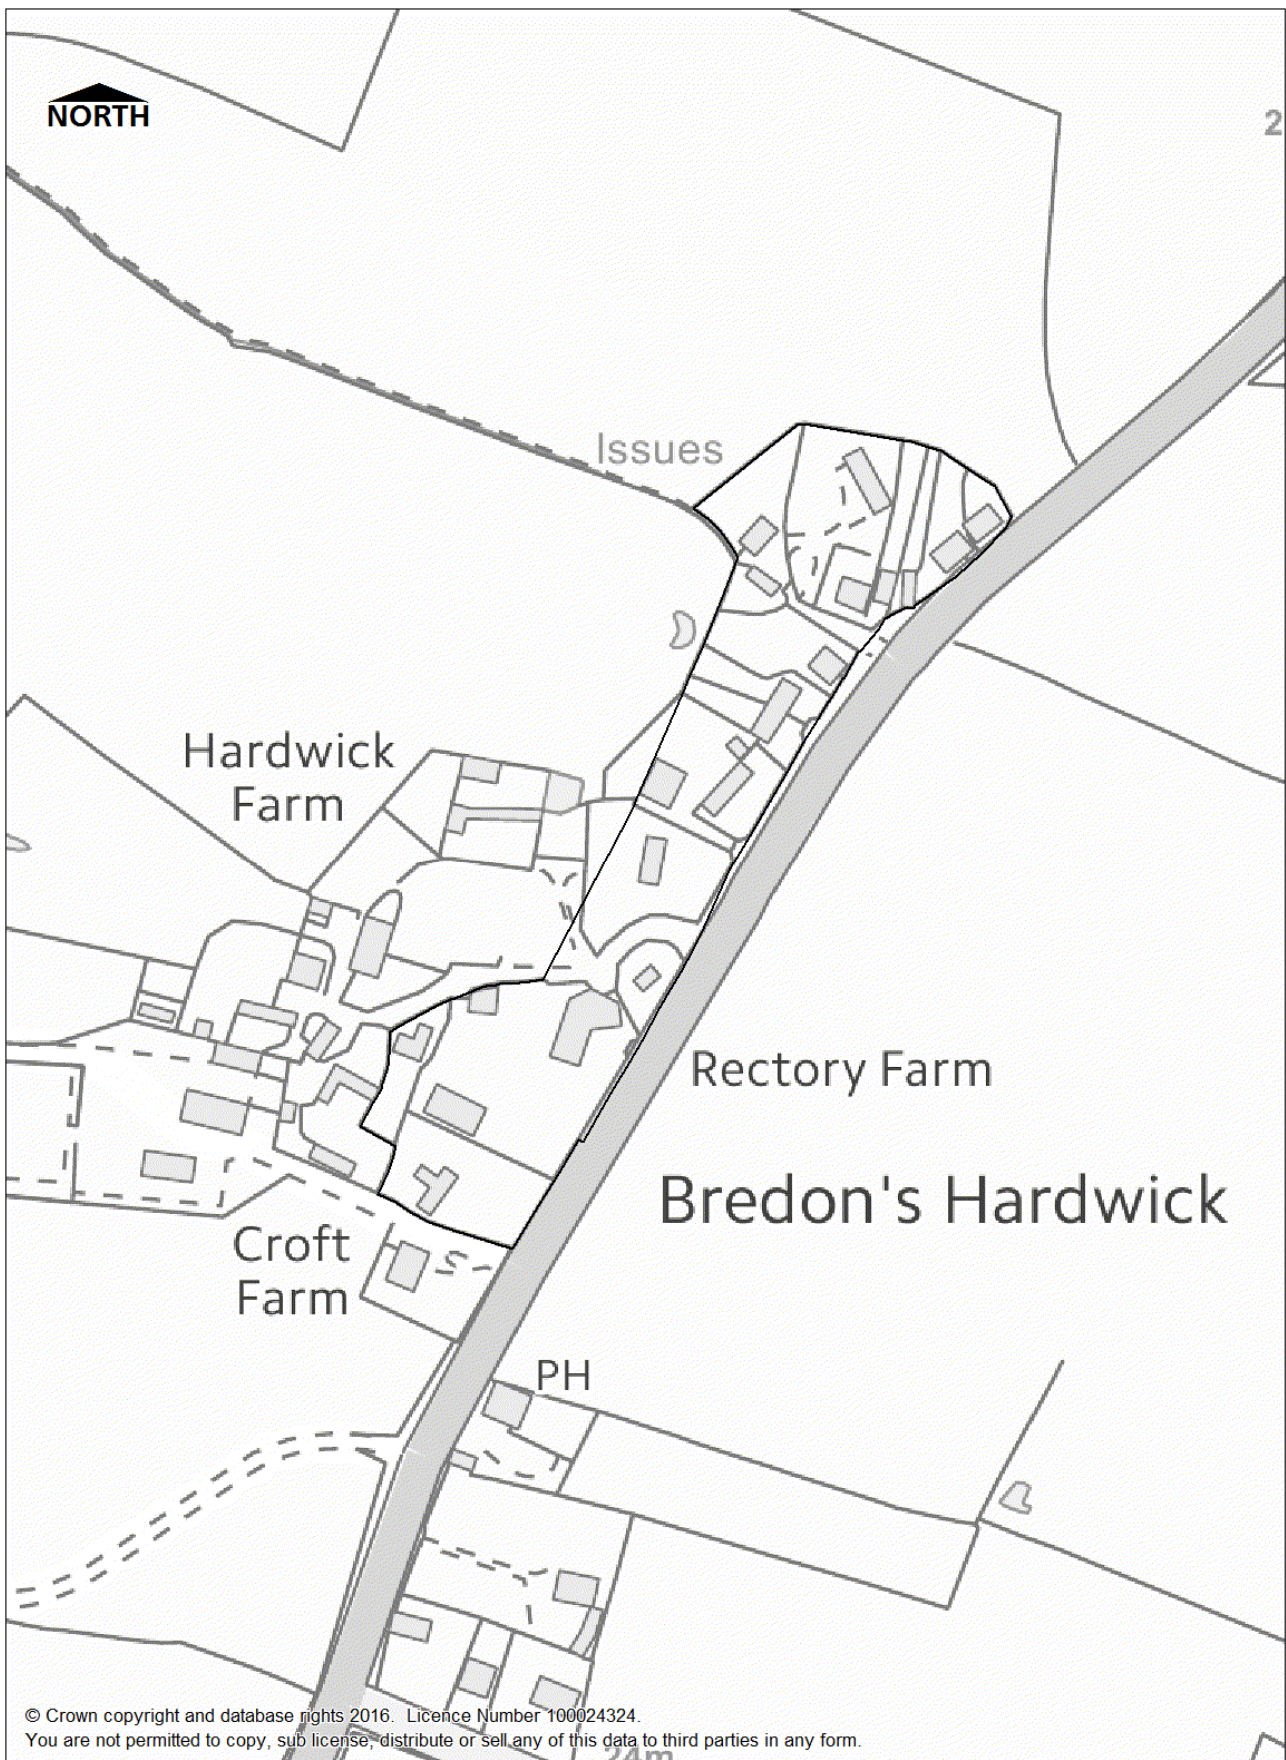 NORTH
2
Issues
Hardwick
Farm
Rectory Farm
Bredon's Hardwick
Croft
Farm
PH
© Crown copyright and database rights 2016. Licence Number 100024324.
You are not permitted to copy, sub license, distribute or sell any of this data to third parties in any form.
24m